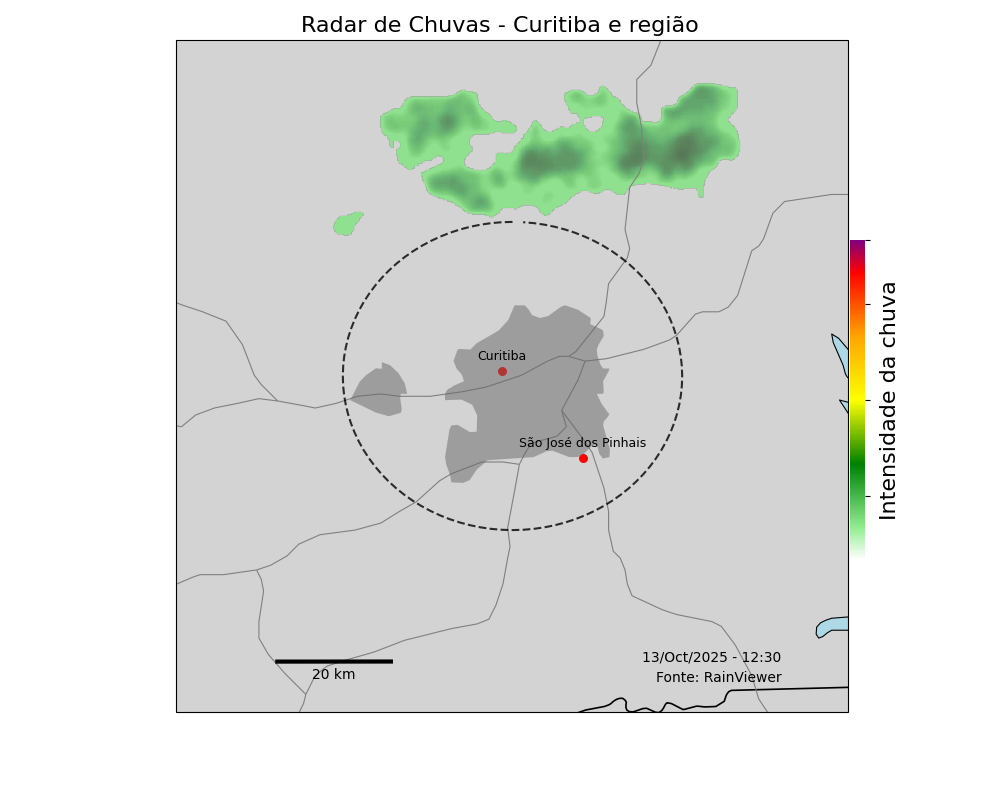 Radar de Chuvas - Curitiba e região
Curitiba
São José dos Pinhais
Intensidade da chuva
13/Oct/2025 - 12:30
Fonte: RainViewer
20 km